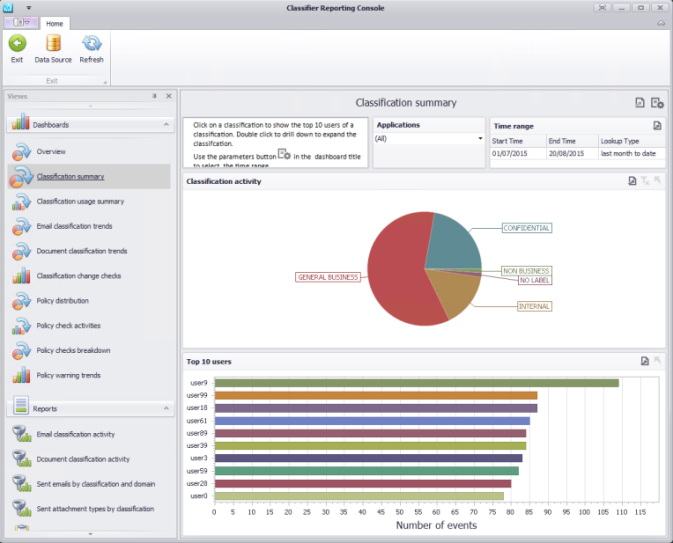 Classifier Reporting Console
Home
Exit
Data Source
Refresh
Exit
Views
Dashboards
Overview
Classification summary
Classification usage summary
Email classification trends
Document classification trends
Classification change checks
Policy distribution
Policy check activities
Policy checks breakdown
Policy warning trends
Reports
Email classification activity
Document classification activity
Sent emails by classification and domain
Sent attachment types by classification
Classification summary
Click on a classification to show the top 10 users of a
classification. Double click to drill down to expand the
classification.
Use the parameters button in the dashboard title
to select the time range
Applications
(All)
Time range
Start Time End Time Lookup Type
01/07/2015 20/08/2015 last month to date
Classification activity
CONFIDENTIAL
NON BUSINESS
NO LABEL
GENERAL BUSINESS
INTERNAL
Top 10 users
user9
user99
user18
user61
user89
user39
user3
user59
user28
user0
0 5 10 15 20 25 30 35 40 45 50 55 60 65 70 75 80 85 90 95 100 105 110 115
Number of events